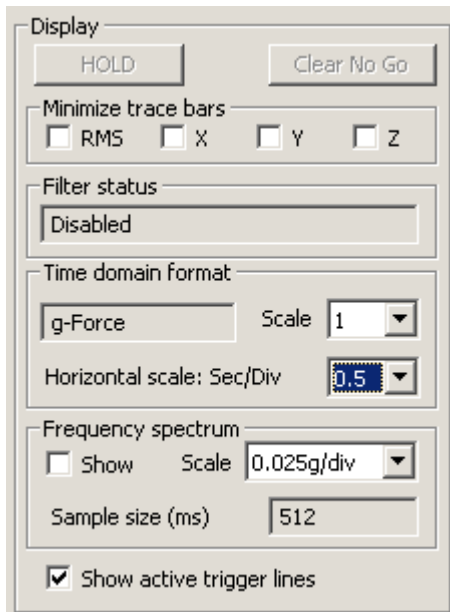 Display
HOLD Clear No Go
Minimize trace bars
RMS X Y Z
Filter status
Disabled
Time domain format
g-Force Scale 1
Horizontal scale: Sec/Div 0.5
Frequency spectrum
Show Scale 0.025g/div
Sample size (ms) 512
Show active trigger lines